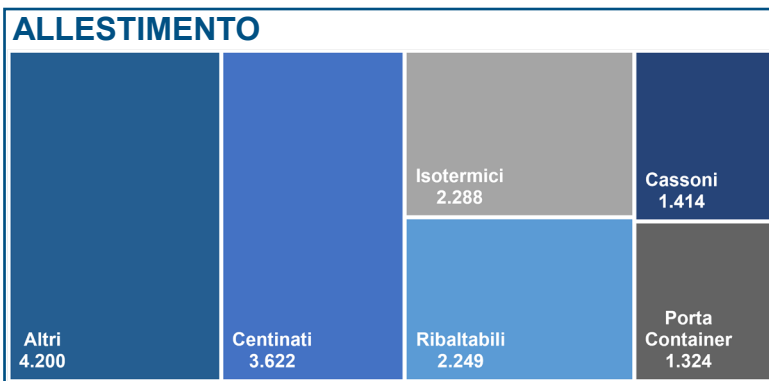 ALLESTIMENTO
Altri
4.200
Centinati
3.622
Isotermici
2.288
Ribaltabili
2.249
Cassoni
1.414
Porta
Container
1.324